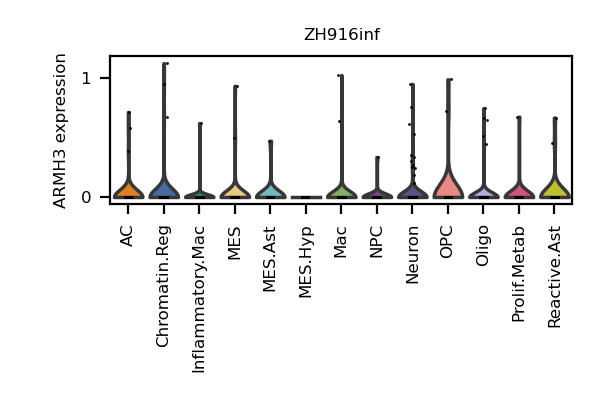 ZH916inf
ARMH3 expression
1
0
AC
Chromatin.Reg
Inflammatory.Mac
MES
MES.Ast
MES.Hyp
Mac
NPC
Neuron
OPC
Oligo
Prolif.Metab
Reactive.Ast